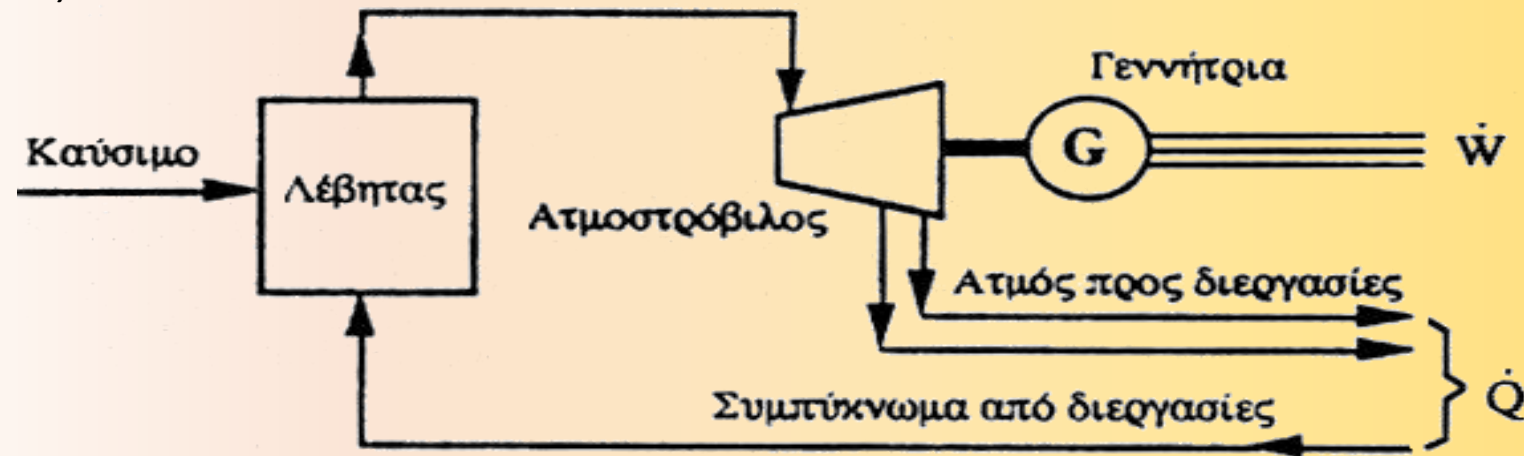 Γεννήτρια
Καύσιμο
Λέβητας
G
Ẇ
Ατμοστρόβιλος
Ατμός προς διεργασίες
Συμπύκνωμα από διεργασίες
Q̇